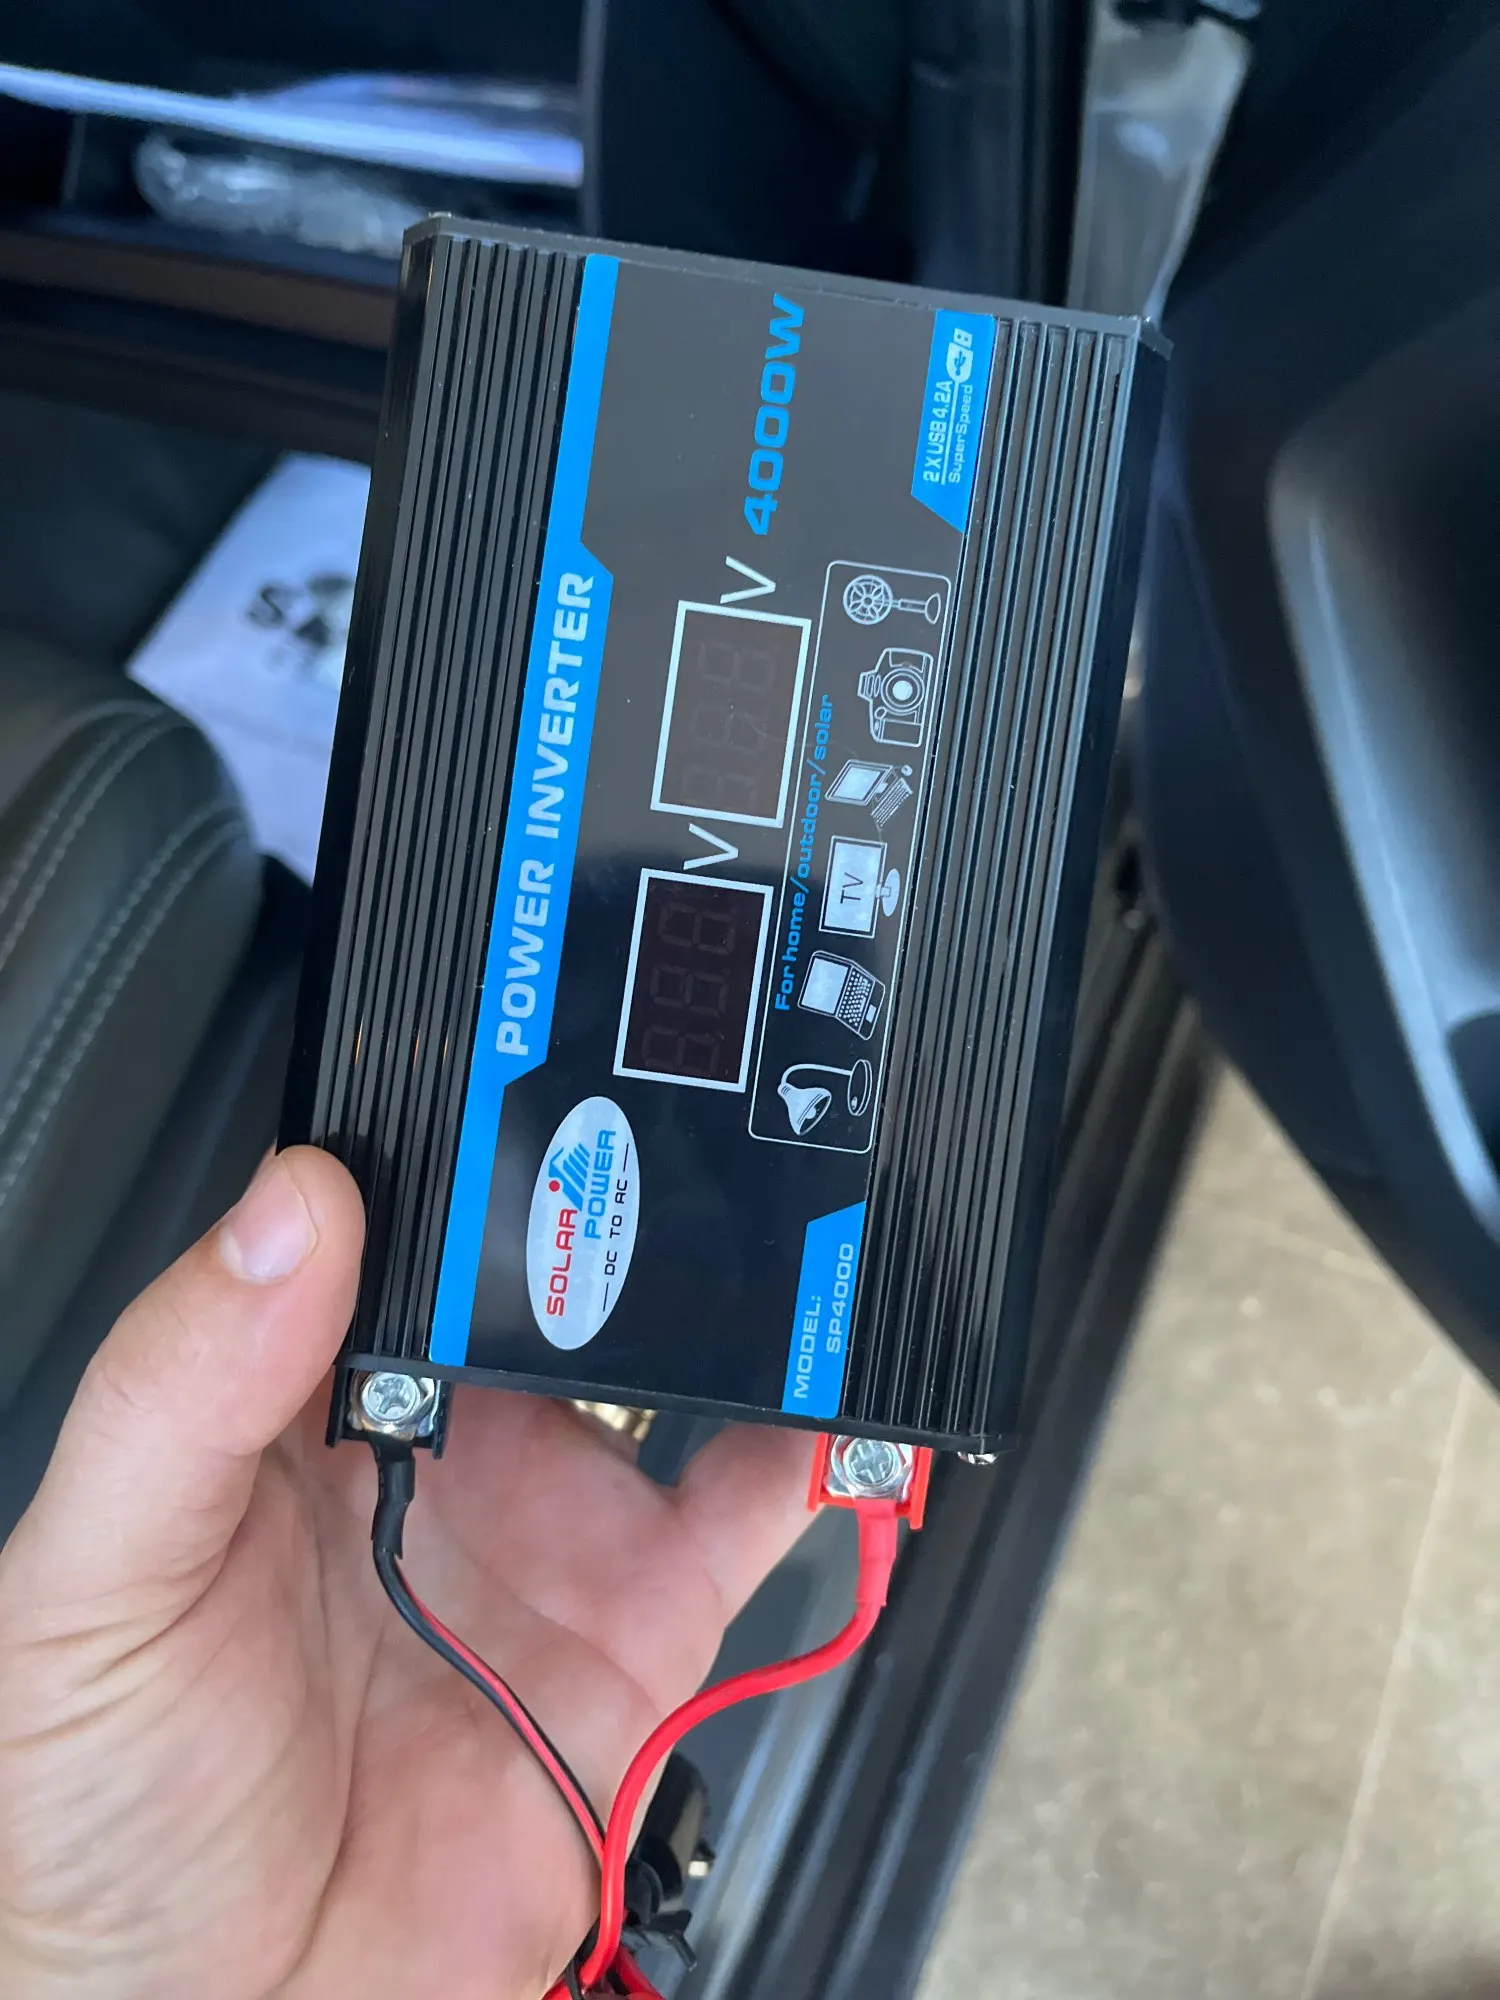 POWER INVERTER
V
V
4000W
2 X USB 4.2A
SuperSpeed
For home/outdoor/solar
TV
SOLAR
POWER
DC TO AC
MODEL:
SP4000